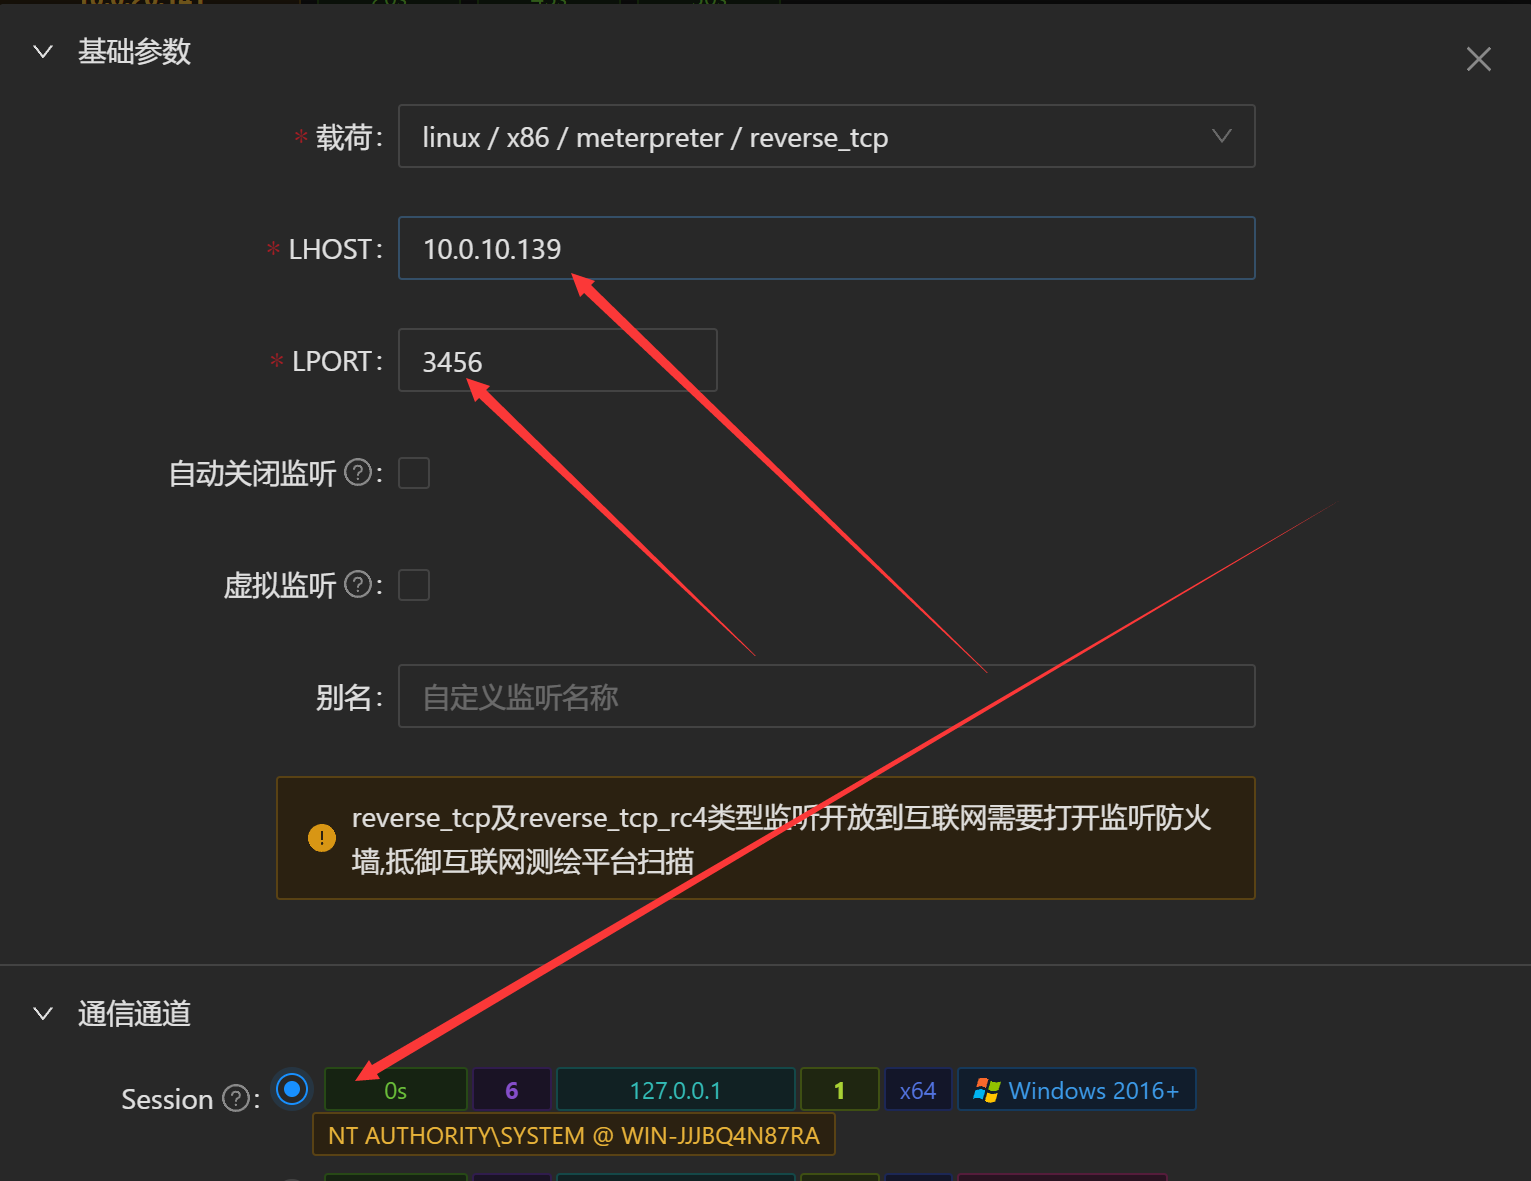 基础参数
* 载荷: linux / x86 / meterpreter / reverse_tcp
* LHOST: 10.0.10.139
* LPORT: 3456
自动关闭监听 ? :
虚拟监听 ? :
别名: 自定义监听名称
reverse_tcp及reverse_tcp_rc4类型监听开放到互联网需要打开监听防火
墙,抵御互联网测绘平台扫描
通信通道
Session ? : 0s 6 127.0.0.1 1 x64 Windows 2016+
NT AUTHORITY\SYSTEM @ WIN-JJJBQ4N87RA